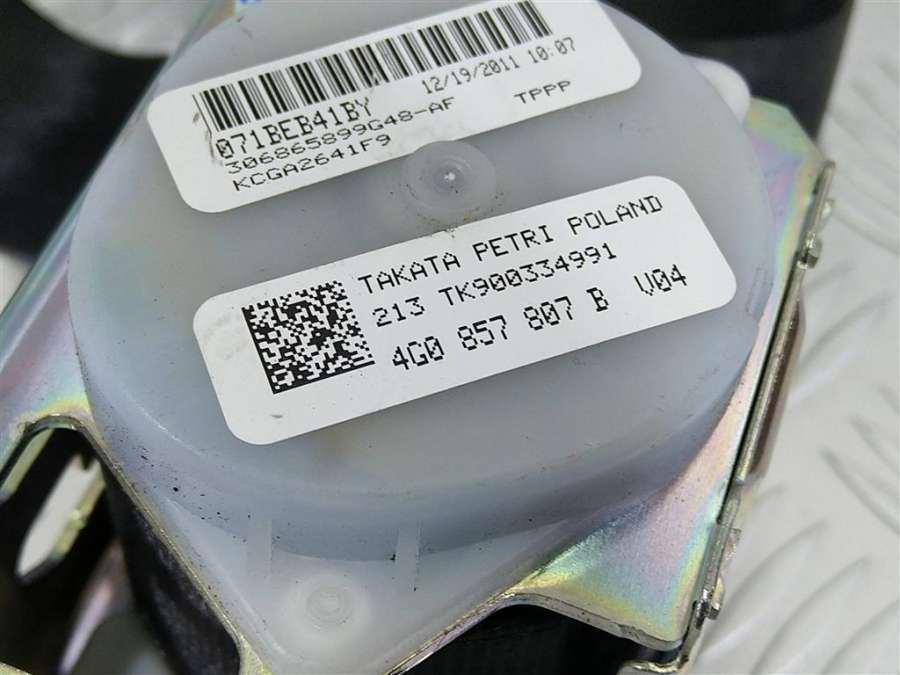 12/19/2011 10:07
071BEB41BY
306865899G48-AF TPPP
KCGA2641F9
TAKATA PETRI POLAND
213 TK900334991
4G0 857 807 B V04